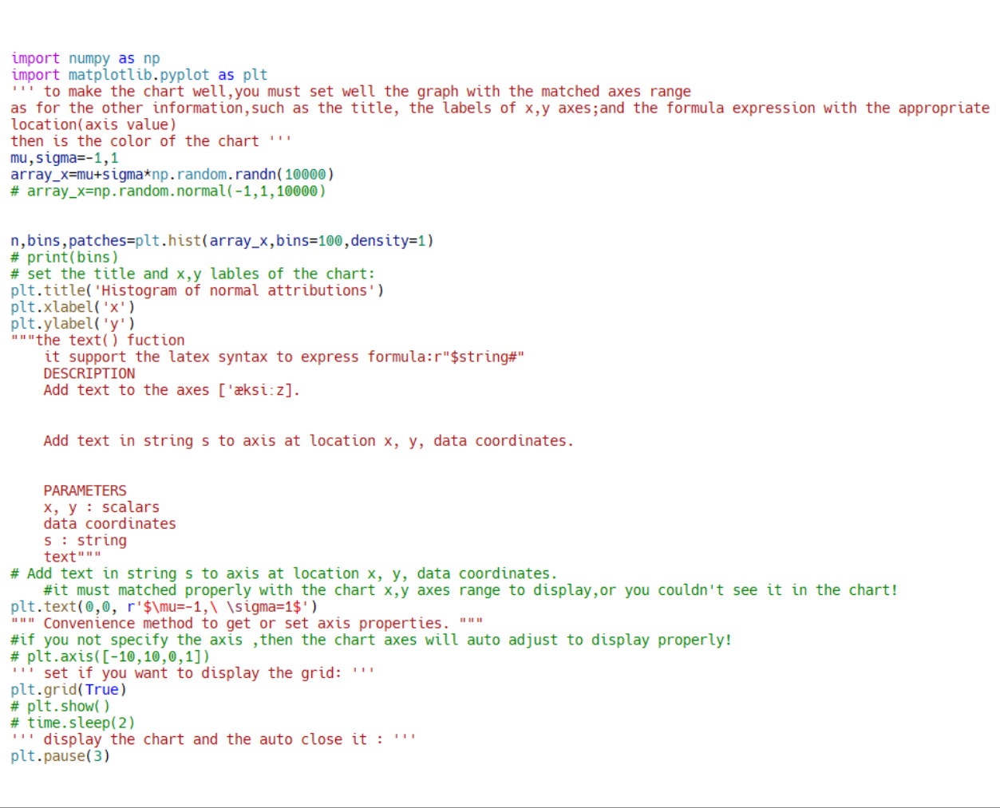 import numpy as np
import matplotlib.pyplot as plt
''' to make the chart well,you must set well the graph with the matched axes range
as for the other information,such as the title, the labels of x,y axes;and the formula expression with the appropriate
location(axis value)
then is the color of the chart '''
mu,sigma=-1,1
array_x=mu+sigma*np.random.randn(10000)
# array_x=np.random.normal(-1,1,10000)
n,bins,patches=plt.hist(array_x,bins=100,density=1)
# print(bins)
# set the title and x,y lables of the chart:
plt.title('Histogram of normal attributions')
plt.xlabel('x')
plt.ylabel('y')
"""the text() fuction
    it support the latex syntax to express formula:r"$string#"
    DESCRIPTION
    Add text to the axes ['æksiːz].
    Add text in string s to axis at location x, y, data coordinates.
    PARAMETERS
    x, y : scalars
    data coordinates
    s : string
    text"""
# Add text in string s to axis at location x, y, data coordinates.
    #it must matched properly with the chart x,y axes range to display,or you couldn't see it in the chart!
plt.text(0,0, r'$\mu=-1,\ \sigma=1$')
""" Convenience method to get or set axis properties. """
#if you not specify the axis ,then the chart axes will auto adjust to display properly!
# plt.axis([-10,10,0,1])
''' set if you want to display the grid: '''
plt.grid(True)
# plt.show()
# time.sleep(2)
''' display the chart and the auto close it : '''
plt.pause(3)